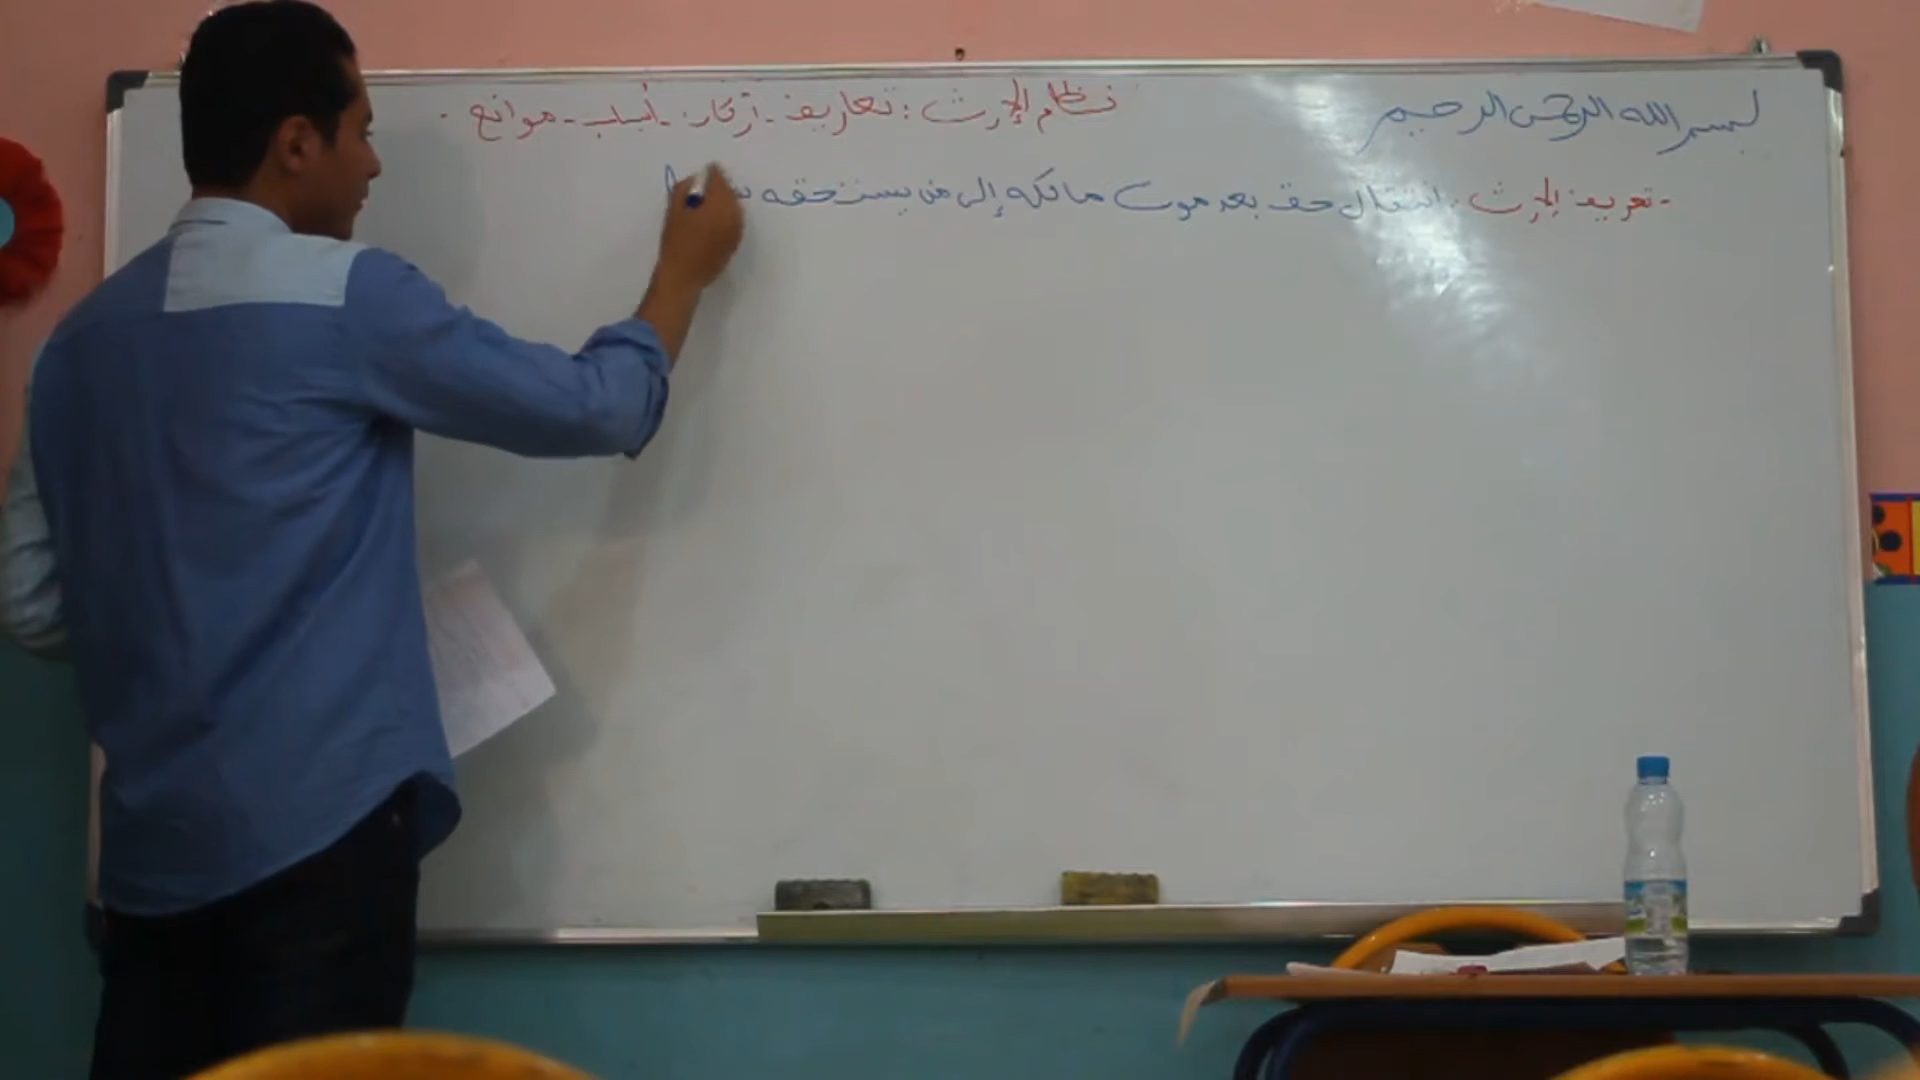 بسم الله الرحمن الرحيم
نظام الإرث : تعاريف - أركان - أسباب - موانع .
- تعريف الإرث : انتقال حق بعد موت مالكه إلى من يستحقه